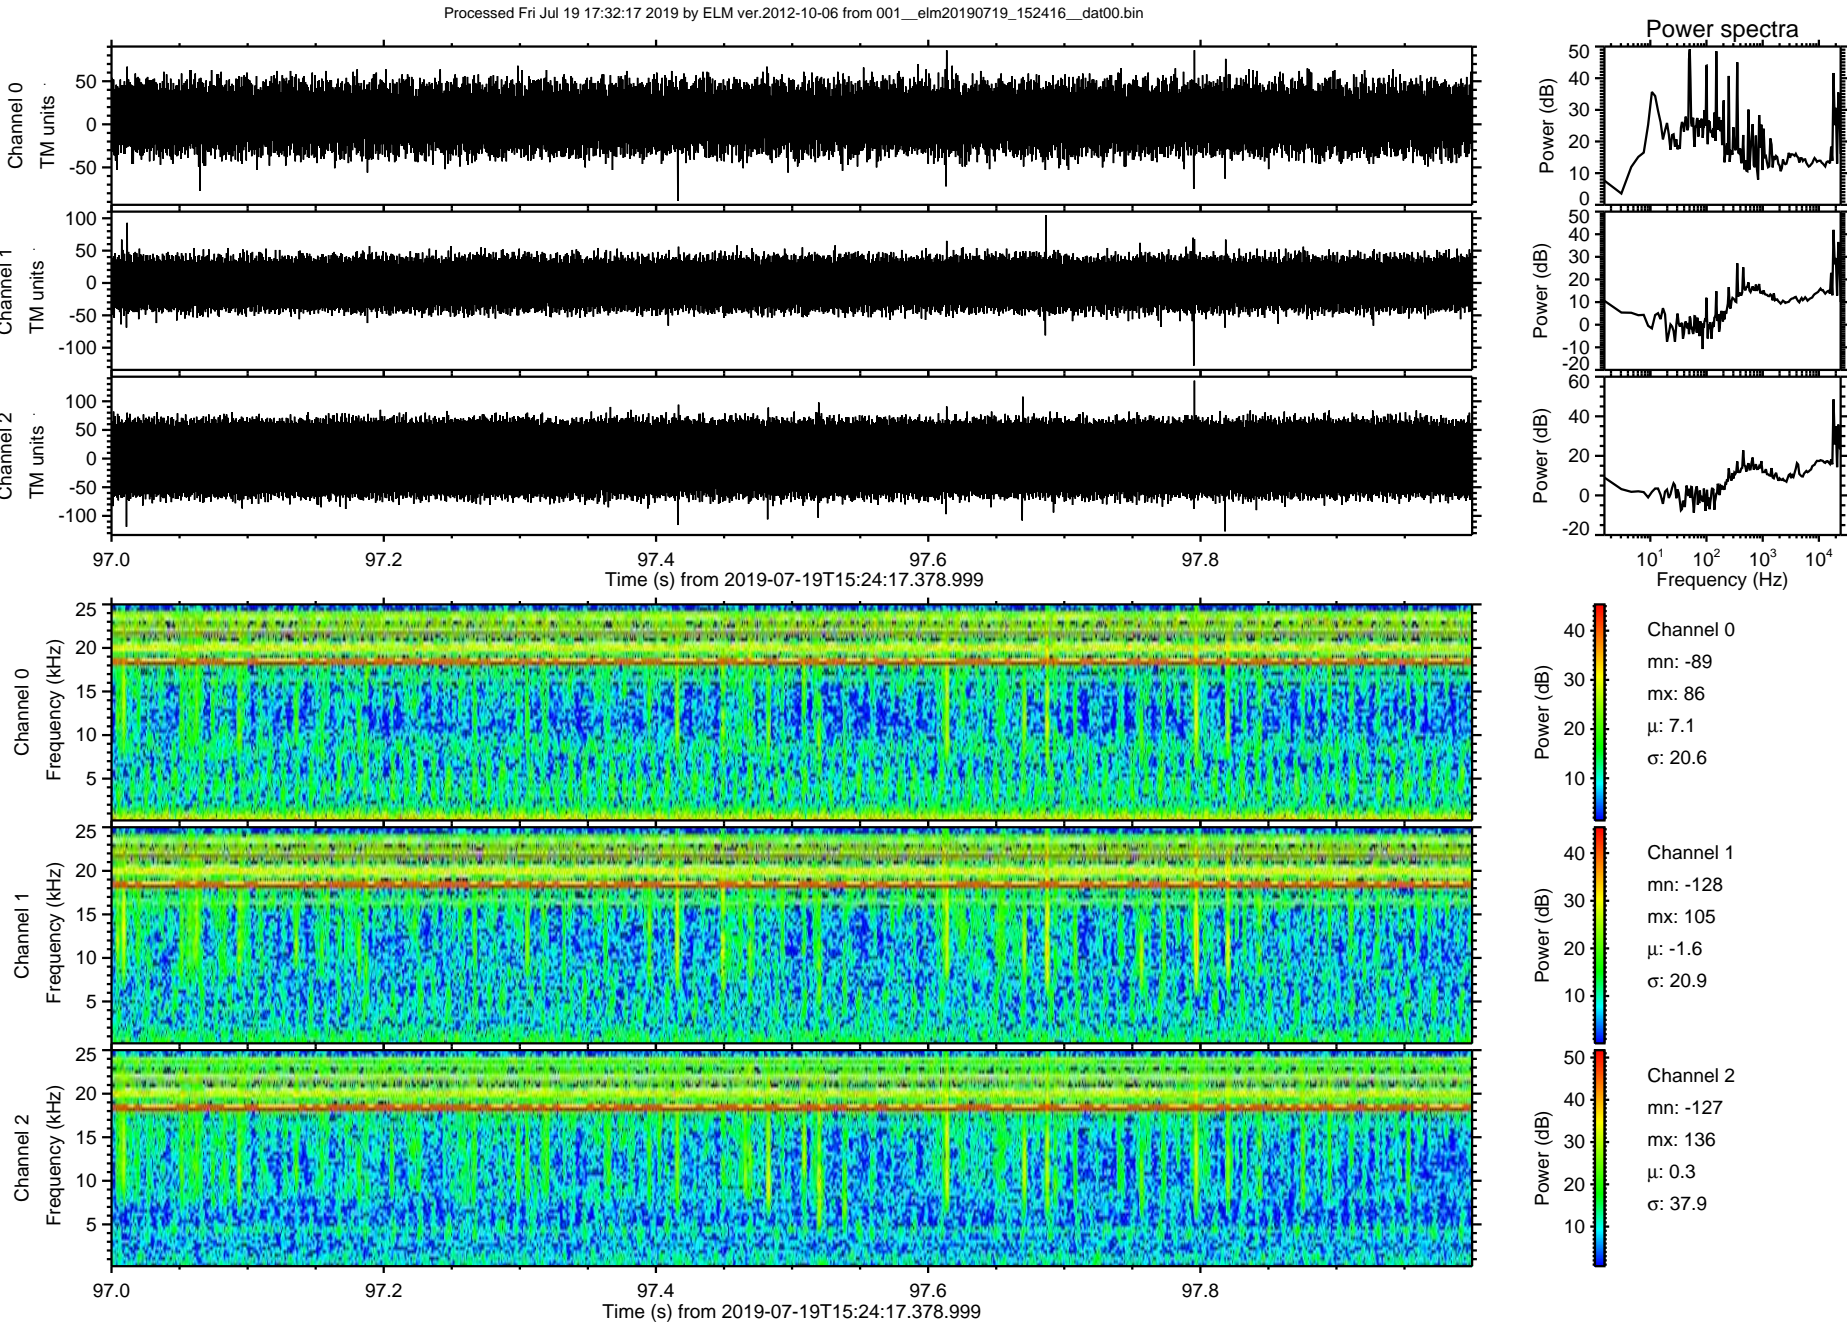 Processed Fri Jul 19 17:32:17 2019 by ELM ver.2012-10-06 from 001__elm20190719_152416__dat00.bin
Power spectra
Channel 0
TM units
50
0
-50
Power (dB)
50
40
30
20
10
0
Channel 1
TM units
100
50
0
-50
-100
Power (dB)
50
40
30
20
10
0
-10
-20
Channel 2
TM units
100
50
0
-50
-100
Power (dB)
60
40
20
0
-20
97.0 97.2 97.4 97.6 97.8
Time (s) from 2019-07-19T15:24:17.378.999
10^1 10^2 10^3 10^4
Frequency (Hz)
Channel 0
Frequency (kHz)
25
20
15
10
5
Power (dB)
40
30
20
10
Channel 0
mn: -89
mx: 86
μ: 7.1
σ: 20.6
Channel 1
Frequency (kHz)
25
20
15
10
5
Power (dB)
40
30
20
10
Channel 1
mn: -128
mx: 105
μ: -1.6
σ: 20.9
Channel 2
Frequency (kHz)
25
20
15
10
5
Power (dB)
50
40
30
20
10
Channel 2
mn: -127
mx: 136
μ: 0.3
σ: 37.9
97.0 97.2 97.4 97.6 97.8
Time (s) from 2019-07-19T15:24:17.378.999